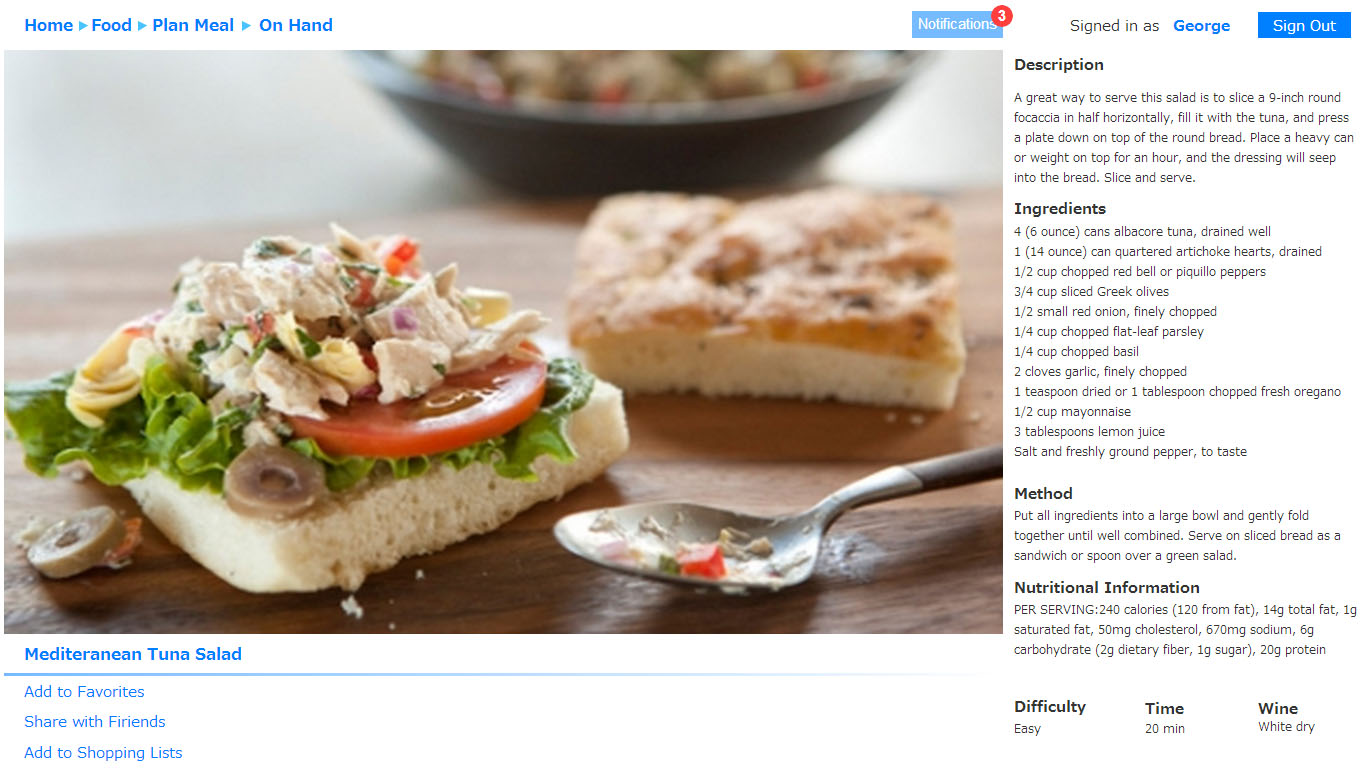 Home Food Plan Meal On Hand
Notifications 3
Signed in as George
Sign Out
Description
A great way to serve this salad is to slice a 9-inch round
focaccia in half horizontally, fill it with the tuna, and press
a plate down on top of the round bread. Place a heavy can
or weight on top for an hour, and the dressing will seep
into the bread. Slice and serve.
Ingredients
4 (6 ounce) cans albacore tuna, drained well
1 (14 ounce) can quartered artichoke hearts, drained
1/2 cup chopped red bell or piquillo peppers
3/4 cup sliced Greek olives
1/2 small red onion, finely chopped
1/4 cup chopped flat-leaf parsley
1/4 cup chopped basil
2 cloves garlic, finely chopped
1 teaspoon dried or 1 tablespoon chopped fresh oregano
1/2 cup mayonnaise
3 tablespoons lemon juice
Salt and freshly ground pepper, to taste
Method
Put all ingredients into a large bowl and gently fold
together until well combined. Serve on sliced bread as a
sandwich or spoon over a green salad.
Nutritional Information
PER SERVING:240 calories (120 from fat), 14g total fat, 1g
saturated fat, 50mg cholesterol, 670mg sodium, 6g
carbohydrate (2g dietary fiber, 1g sugar), 20g protein
Difficulty
Easy
Time
20 min
Wine
White dry
Mediteranean Tuna Salad
Add to Favorites
Share with Firiends
Add to Shopping Lists